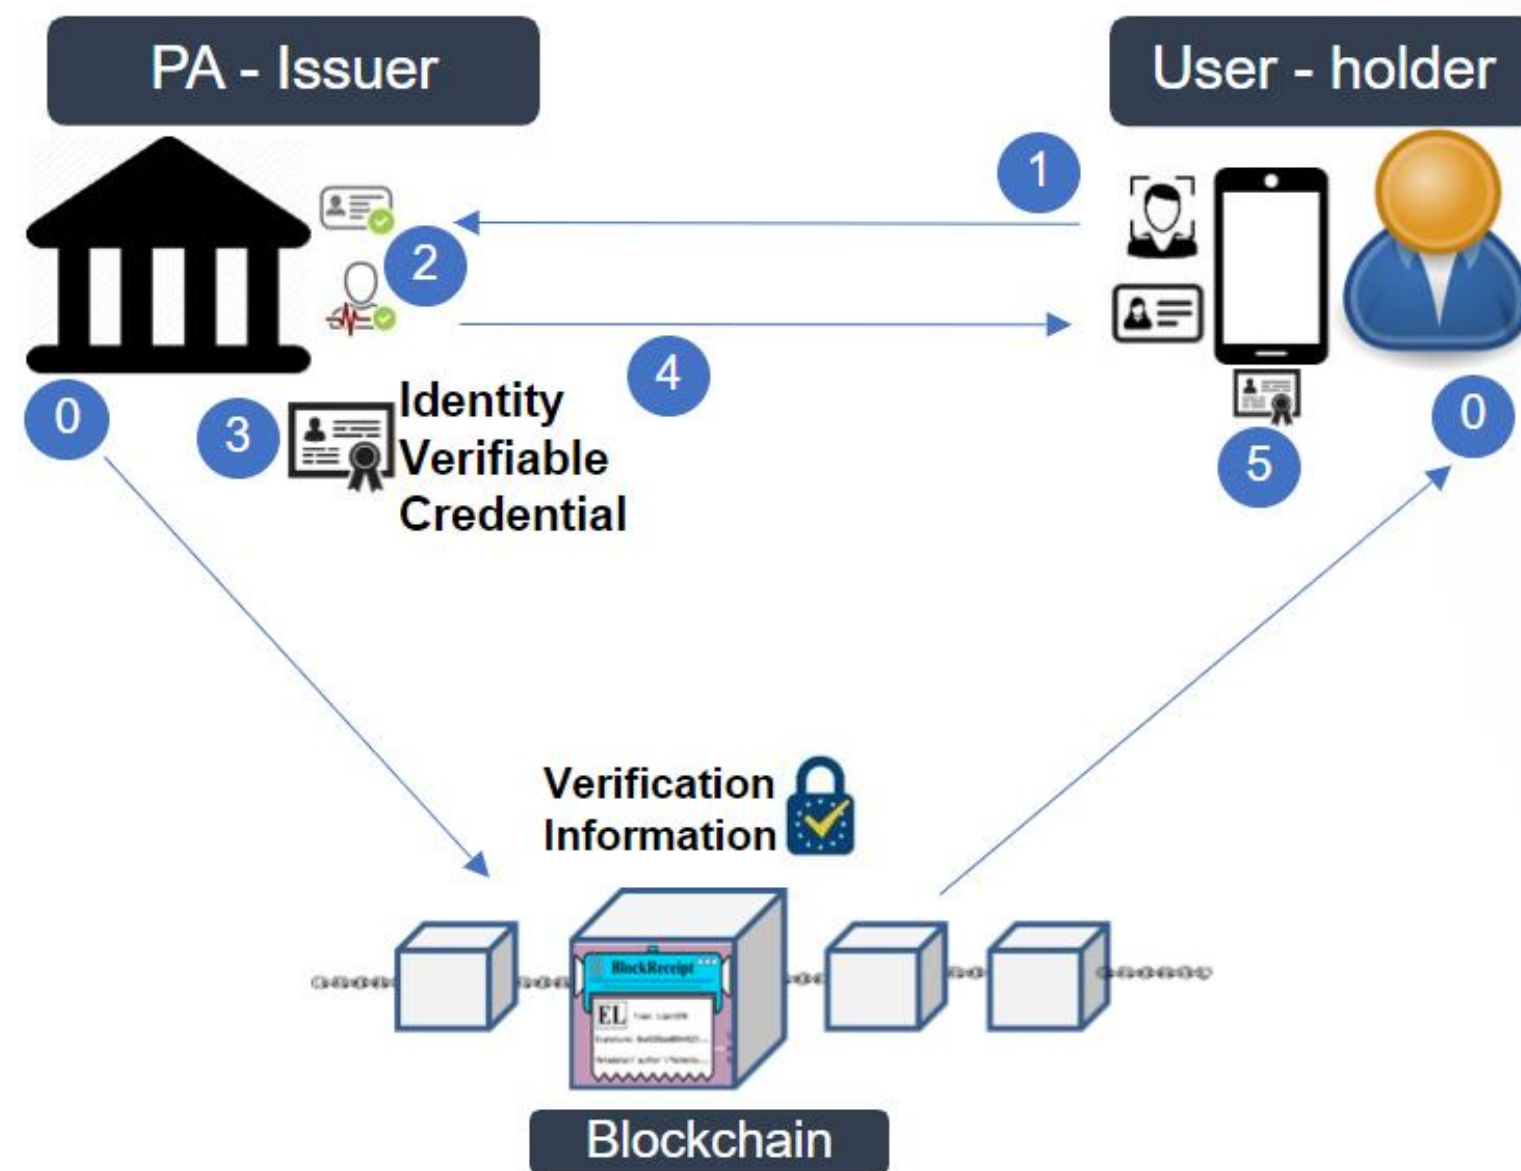 PA - Issuer
User - holder
1
2
4
0
3
Identity
Verifiable
Credential
5
0
Verification
Information
BlockReceipt
EL
Blockchain